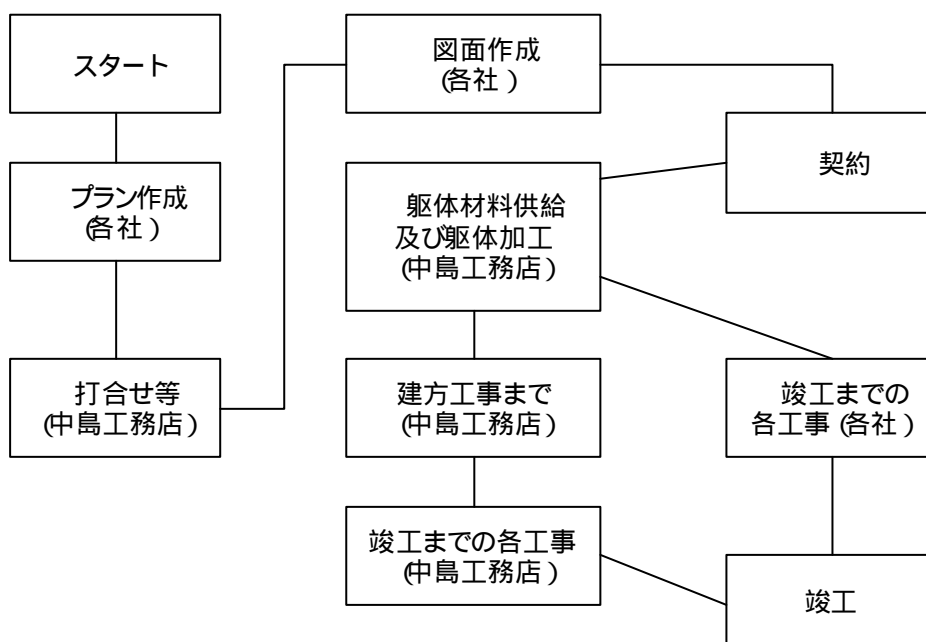 スタート
プラン作成
(各社)
打合せ等
(中島工務店)
図面作成
(各社)
契約
躯体材料供給
及び躯体加工
(中島工務店)
建方工事まで
(中島工務店)
竣工までの各工事
(中島工務店)
竣工までの
各工事(各社)
竣工